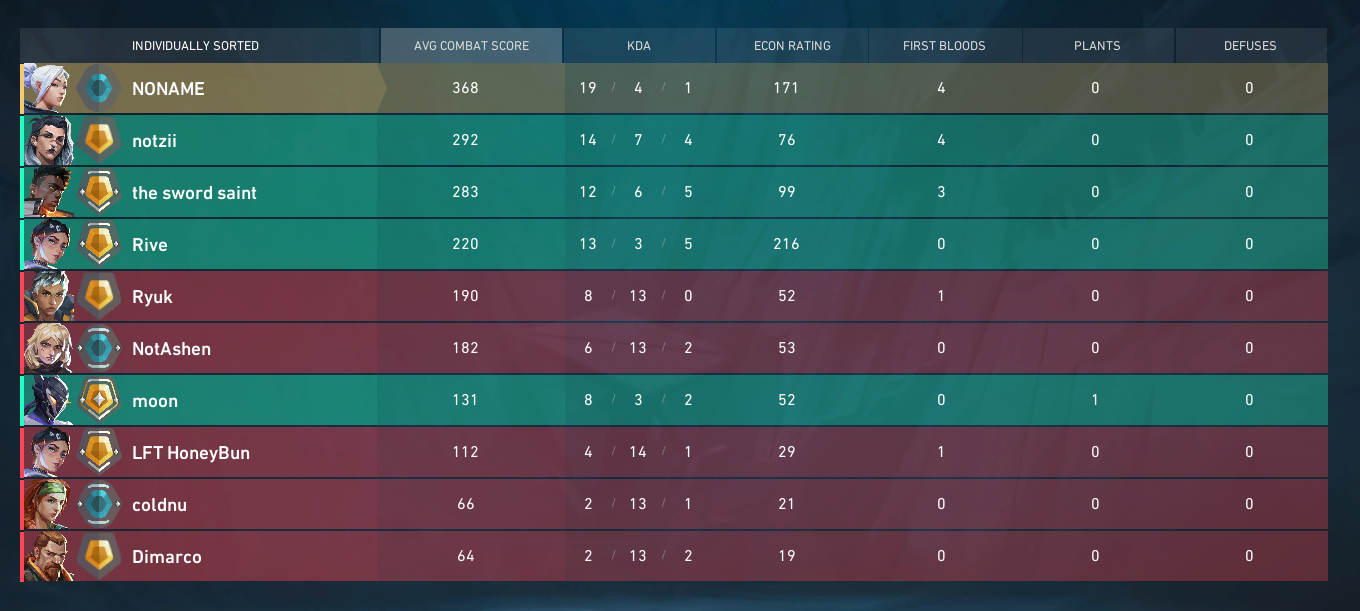 INDIVIDUALLY SORTED AVG COMBAT SCORE KDA ECON RATING FIRST BLOODS PLANTS DEFUSES
NONAME 368 19 / 4 / 1 171 4 0 0
notzii 292 14 / 7 / 4 76 4 0 0
the sword saint 283 12 / 6 / 5 99 3 0 0
Rive 220 13 / 3 / 5 216 0 0 0
Ryuk 190 8 / 13 / 0 52 1 0 0
NotAshen 182 6 / 13 / 2 53 0 0 0
moon 131 8 / 3 / 2 52 0 1 0
LFT HoneyBun 112 4 / 14 / 1 29 1 0 0
coldnu 66 2 / 13 / 1 21 0 0 0
Dimarco 64 2 / 13 / 2 19 0 0 0